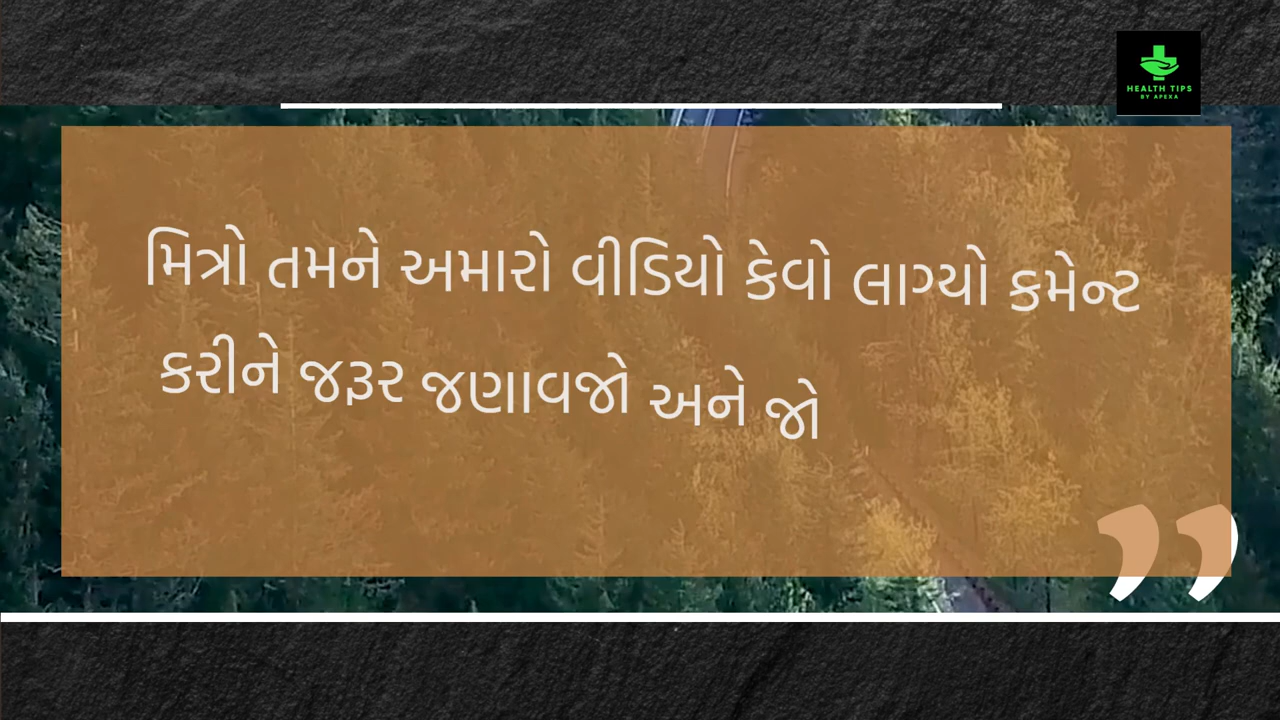 HEALTH TIPS
BY APEXA
મિત્રો તમને અમારો વીડિયો કેવો લાગ્યો કમેન્ટ
કરીને જરૂર જણાવજો અને જો
”